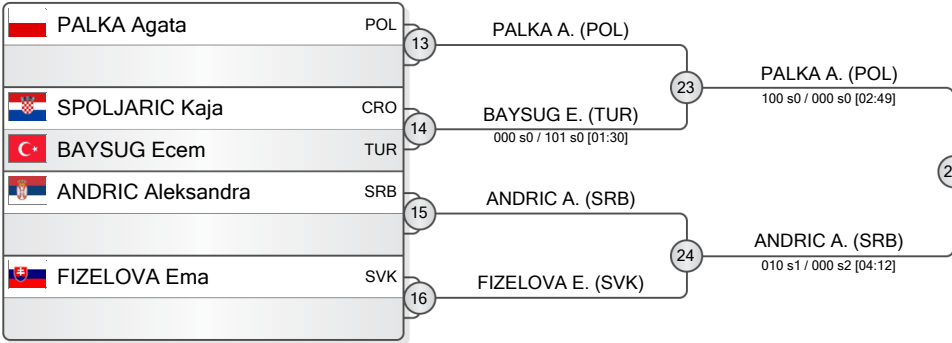 PALKA Agata POL
13
PALKA A. (POL)
SPOLJARIC Kaja CRO
14
BAYSUG Ecem TUR
BAYSUG E. (TUR)
000 s0 / 101 s0 [01:30]
23
PALKA A. (POL)
100 s0 / 000 s0 [02:49]
ANDRIC Aleksandra SRB
15
ANDRIC A. (SRB)
FIZELOVA Ema SVK
16
FIZELOVA E. (SVK)
24
ANDRIC A. (SRB)
010 s1 / 000 s2 [04:12]